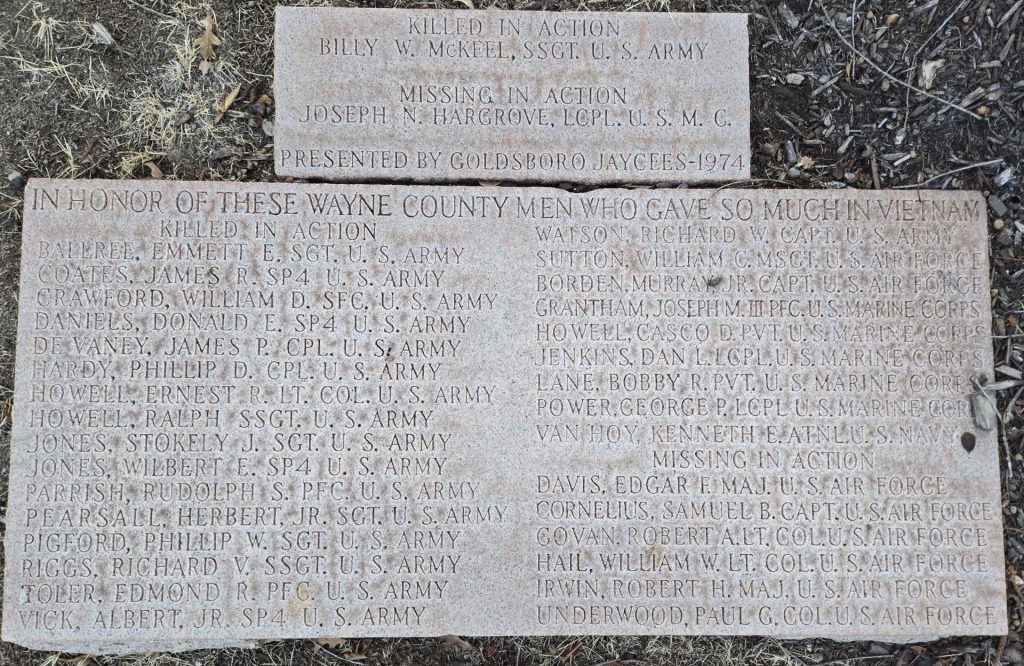 KILLED IN ACTION
BILLY W. McKEEL, SSGT. U. S. ARMY
MISSING IN ACTION
JOSEPH N. HARGROVE, LCPL. U. S. M. C.
PRESENTED BY GOLDSBORO JAYCEES-1974
IN HONOR OF THESE WAYNE COUNTY MEN WHO GAVE SO MUCH IN VIETNAM
KILLED IN ACTION
BALLREE, EMMETT E. SGT. U. S. ARMY
COATES, JAMES R. SP4 U. S. ARMY
CRAWFORD, WILLIAM D. SFC, U. S. ARMY
DANIELS, DONALD E. SP4 U. S. ARMY
DE VANEY, JAMES P. CPL. U. S. ARMY
HARDY, PHILLIP D. CPL. U. S. ARMY
HOWELL, ERNEST R. LT. COL. U. S. ARMY
HOWELL, RALPH SSGT. U. S. ARMY
JONES, STOKELY J. SGT. U. S. ARMY
JONES, WILBERT E. SP4 U. S. ARMY
PARRISH, RUDOLPH S. PFC. U. S. ARMY
PEARSALL, HERBERT, JR. SGT. U. S. ARMY
PIGFORD, PHILLIP W. SGT. U. S. ARMY
RIGGS, RICHARD V. SSGT. U. S. ARMY
TOLER, EDMOND R. PFC. U. S. ARMY
VICK, ALBERT, JR. SP4 U. S. ARMY
WATSON, RICHARD W. CAPT. U. S. ARMY
SUTTON, WILLIAM C. MSGT. U. S. AIR FORCE
BORDEN, MURRAY JR. CAPT. U. S. AIR FORCE
GRANTHAM, JOSEPH M. III PFC. U. S. MARINE CORPS
HOWELL, CASCO D. PVT. U. S. MARINE CORPS
JENKINS, DAN L. LCPL. U. S. MARINE CORPS
LANE, BOBBY R. PVT. U. S. MARINE CORPS
POWER, GEORGE P. LCPL U. S. MARINE COR
VAN HOY, KENNETH E. ATNL. U. S. NAVY
MISSING IN ACTION
DAVIS, EDGAR F. MAJ. U. S. AIR FORCE
CORNELIUS, SAMUEL B. CAPT. U. S. AIR FORCE
GOVAN, ROBERT A. LT. COL. U. S. AIR FORCE
HAIL, WILLIAM W. LT. COL. U. S. AIR FORCE
IRWIN, ROBERT H. MAJ. U. S. AIR FORCE
UNDERWOOD, PAUL G. COL. U. S. AIR FORCE